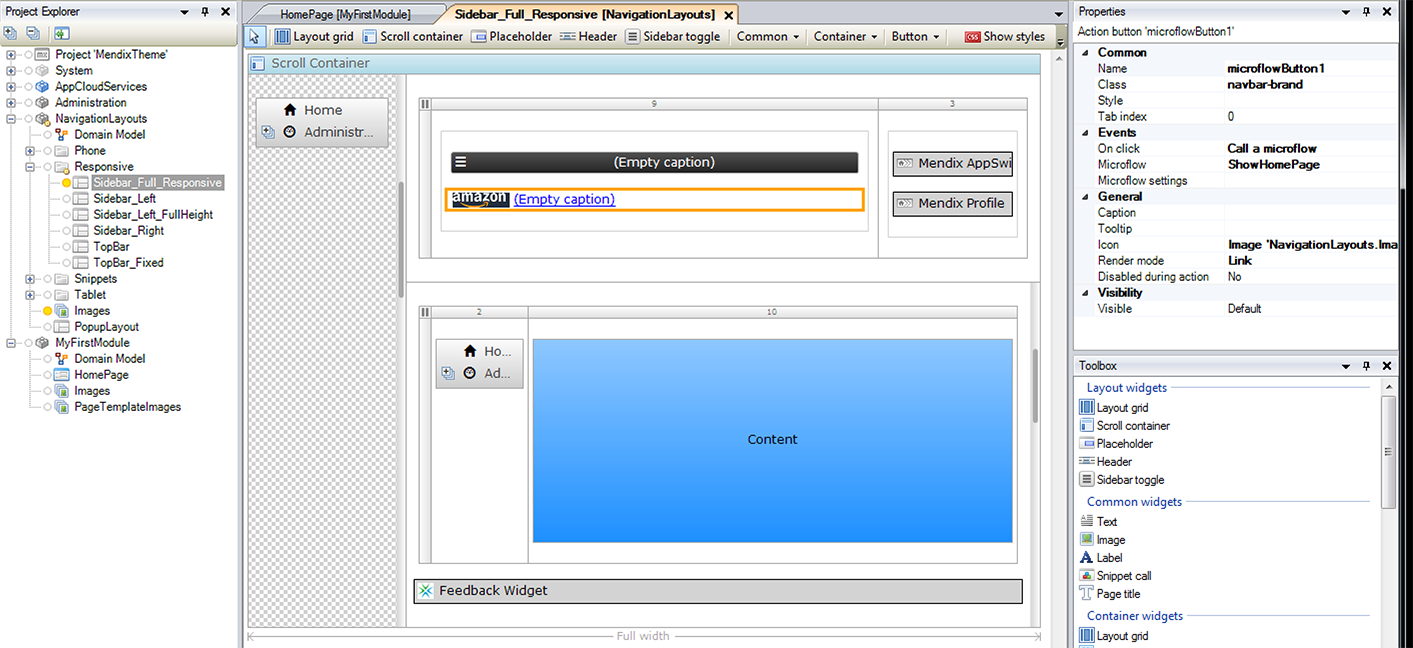 Project Explorer
Project 'MendixTheme'
System
AppCloudServices
Administration
NavigationLayouts
Domain Model
Phone
Responsive
Sidebar_Full_Responsive
Sidebar_Left
Sidebar_Left_FullHeight
Sidebar_Right
TopBar
TopBar_Fixed
Snippets
Tablet
Images
PopupLayout
MyFirstModule
Domain Model
HomePage
Images
PageTemplateImages
HomePage [MyFirstModule]
Sidebar_Full_Responsive [NavigationLayouts]
Layout grid Scroll container Placeholder Header Sidebar toggle Common Container Button CSS Show styles
Scroll Container
Home
Administr...
9 3
(Empty caption)
amazon (Empty caption)
Mendix AppSwi
Mendix Profile
2 10
Ho...
Ad...
Content
Feedback Widget
Full width
Properties
Action button 'microflowButton1'
Common
Name microflowButton1
Class navbar-brand
Style
Tab index 0
Events
On click Call a microflow
Microflow ShowHomePage
Microflow settings
General
Caption
Tooltip
Icon Image 'NavigationLayouts.Ima
Render mode Link
Disabled during action No
Visibility
Visible Default
Toolbox
Layout widgets
Layout grid
Scroll container
Placeholder
Header
Sidebar toggle
Common widgets
Text
Image
Label
Snippet call
Page title
Container widgets
Layout grid